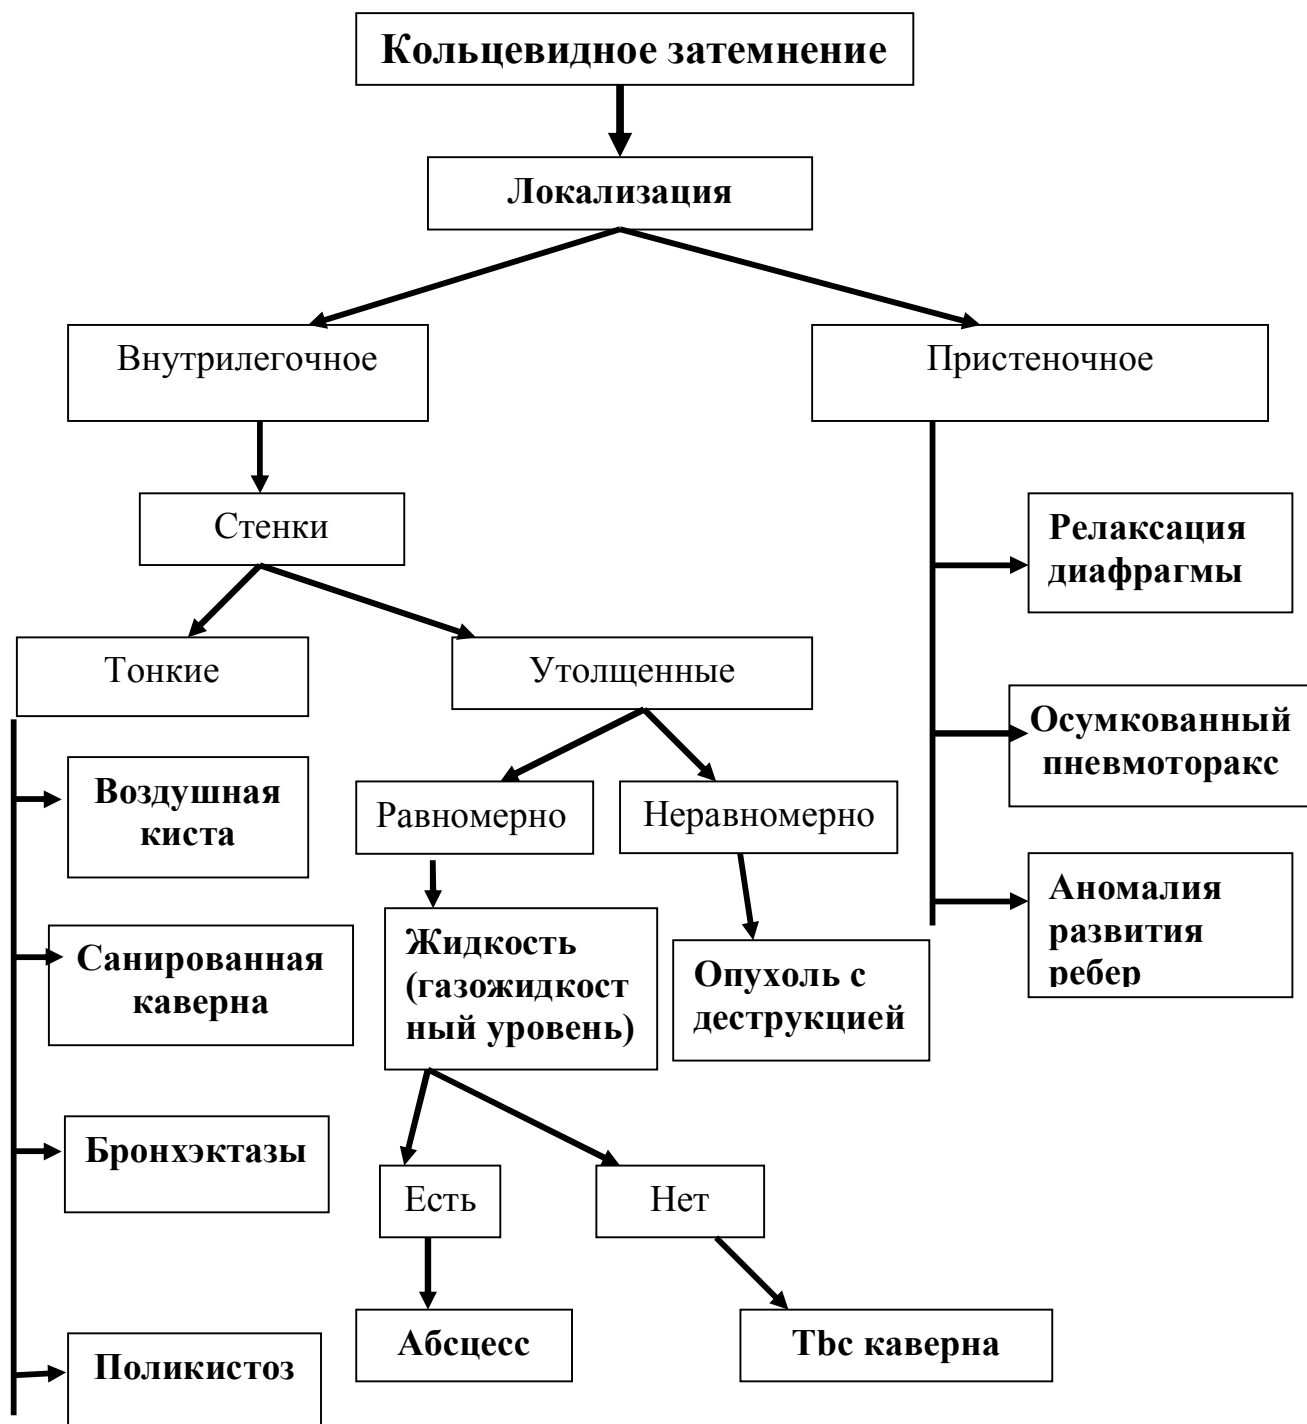 Кольцевидное затемнение
Локализация
Внутрилегочное
Пристеночное
Стенки
Релаксация
диафрагмы
Тонкие
Утолщенные
Осумкованный
пневмоторакс
Воздушная
киста
Равномерно
Неравномерно
Аномалия
развития
ребер
Санированная
каверна
Жидкость
(газожидкост
ный уровень)
Опухоль с
деструкцией
Бронхэктазы
Есть
Нет
Поликистоз
Абсцесс
Tbc каверна